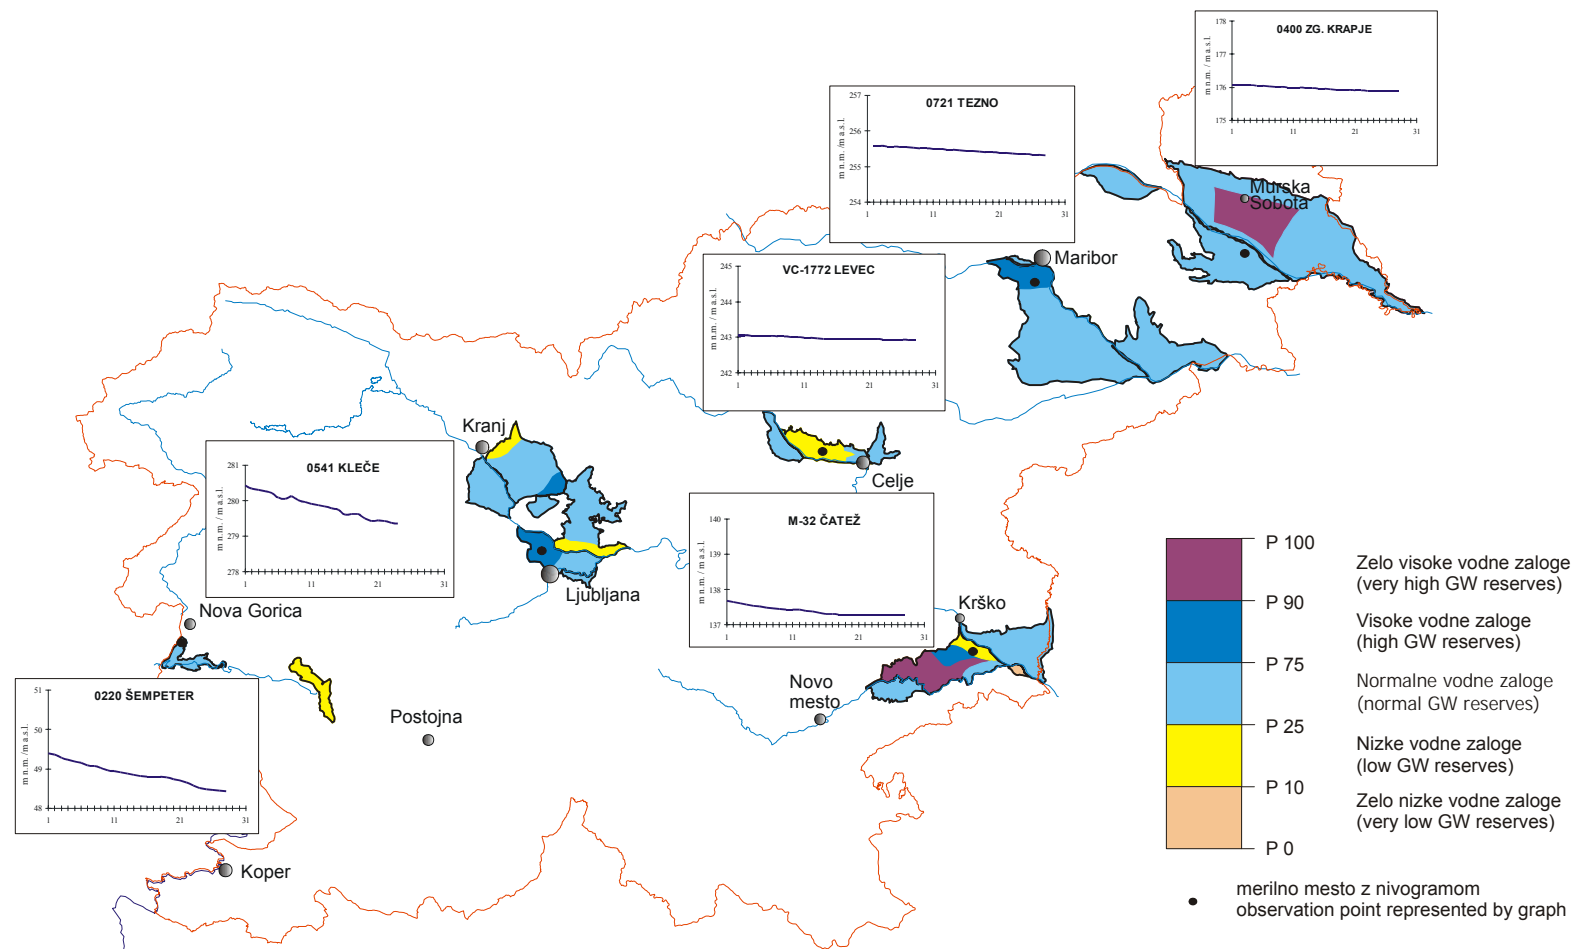 0400 ZG. KRAPJE
m n.m. / m a.s.l.
178
177
176
175
1 11 21 31
0721 TEZNO
m n.m. /m a.s.l.
257
256
255
254
1 11 21 31
Murska
Sobota
Maribor
VC-1772 LEVEC
m n.m. / m a.s.l.
245
244
243
242
1 11 21 31
Kranj
Celje
0541 KLEČE
m n.m. / m a.s.l.
281
280
279
278
1 11 21 31
M-32 ČATEŽ
m n.m. / m a.s.l.
140
139
138
137
1 11 21 31
Ljubljana
Nova Gorica
Krško
Novo
mesto
Postojna
0220 ŠEMPETER
m n.m. /m a.s.l.
51
50
49
48
1 11 21 31
Koper
P 100
Zelo visoke vodne zaloge
(very high GW reserves)
P 90
Visoke vodne zaloge
(high GW reserves)
P 75
Normalne vodne zaloge
(normal GW reserves)
P 25
Nizke vodne zaloge
(low GW reserves)
P 10
Zelo nizke vodne zaloge
(very low GW reserves)
P 0
merilno mesto z nivogramom
observation point represented by graph